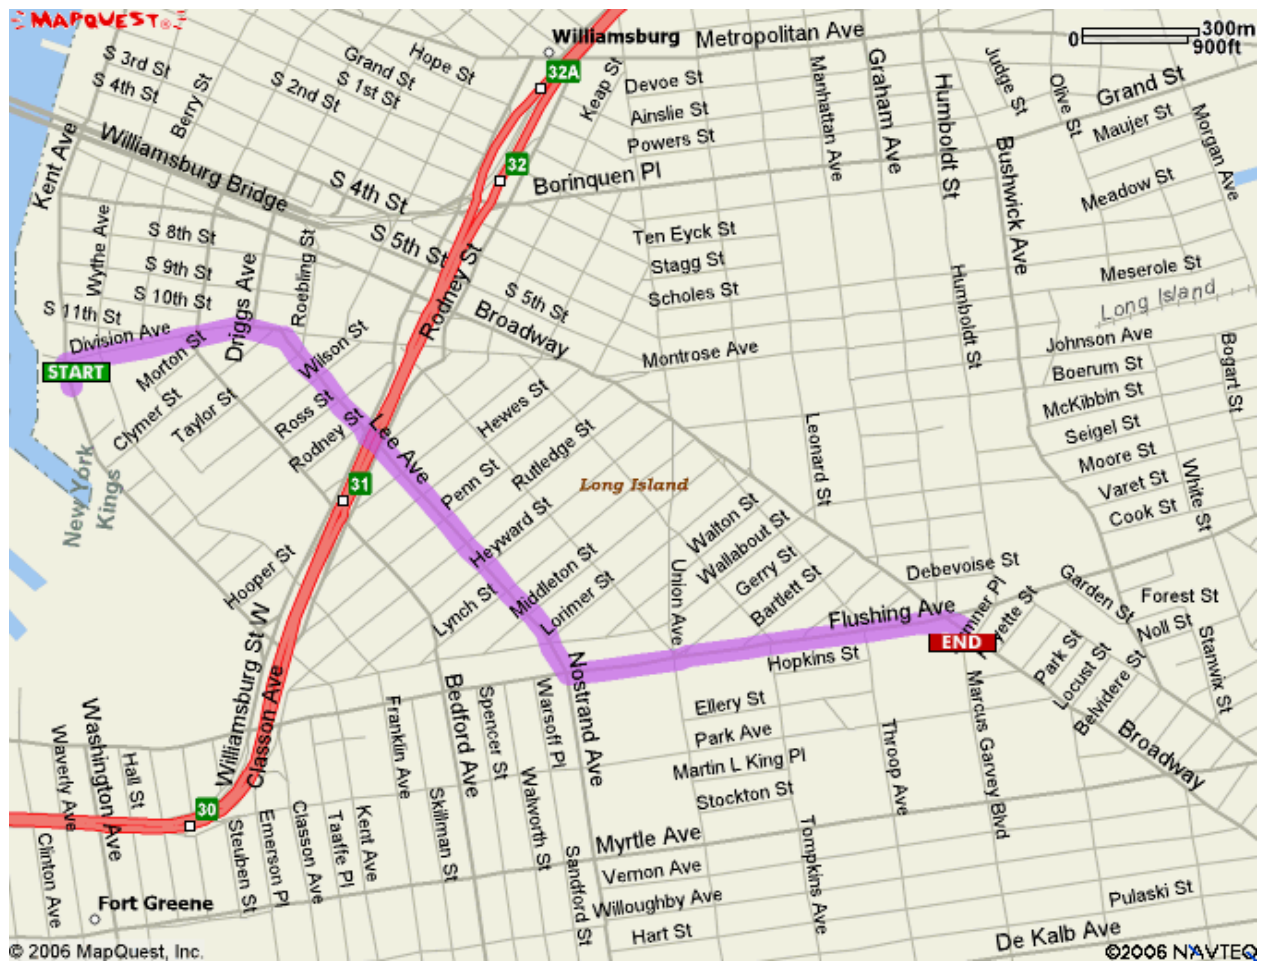 MAPQUEST®
Williamsburg
Metropolitan Ave
300m
0
900ft
32A
Hope St
Grand St
S 3rd St
S 1st St
S 4th St
S 2nd St
Berry St
Keap St
Devoe St
Ainslie St
Powers St
Manhattan Ave
Graham Ave
Humboldt St
Judge St
Olive St
Grand St
Maujer St
Morgan Ave
Kent Ave
Williamsburg Bridge
32
S 4th St
Borinquen Pl
Bushwick Ave
Meadow St
Wythe Ave
S 8th St
S 5th St
Ten Eyck St
S 9th St
Driggs Ave
Roebling St
Rodney St
Stagg St
Meserole St
S 10th St
S 5th St
Scholes St
Humboldt St
Long Island
S 11th St
Division Ave
Broadway
Wilson St
Montrose Ave
Johnson Ave
Bogart St
START
Morton St
Boerum St
Clymer St
Taylor St
Ross St
Rodney St
Lee Ave
Hewes St
McKibbin St
Seigel St
Rutledge St
Leonard St
Moore St
New York
Kings
31
Penn St
Long Island
Varet St
White St
Cook St
Heyward St
Walton St
Wallabout St
Hooper St
Middleton St
Gerry St
Debevoise St
Lynch St
Lorimer St
Union Ave
Bartlett St
Flushing Ave
Garden St
Forest St
Noll St
END
Hopkins St
Park St
Stanwix St
Williamsburg St W
Classon Ave
Nostrand Ave
Locust St
Belvidere St
Bedford Ave
Spencer St
Warsoff Pl
Ellery St
Marcus Garvey Blvd
Washington Ave
Waverly Ave
Hall St
Franklin Ave
Park Ave
Throop Ave
Broadway
Martin L King Pl
Stockton St
30
Skillman St
Walworth St
Myrtle Ave
Steuben St
Emerson Pl
Classon Ave
Taaffe Pl
Kent Ave
Clinton Ave
Sandford St
Vernon Ave
Tompkins Ave
Willoughby Ave
Pulaski St
Fort Greene
Hart St
De Kalb Ave
© 2006 MapQuest, Inc.
©2006 NAVTEQ